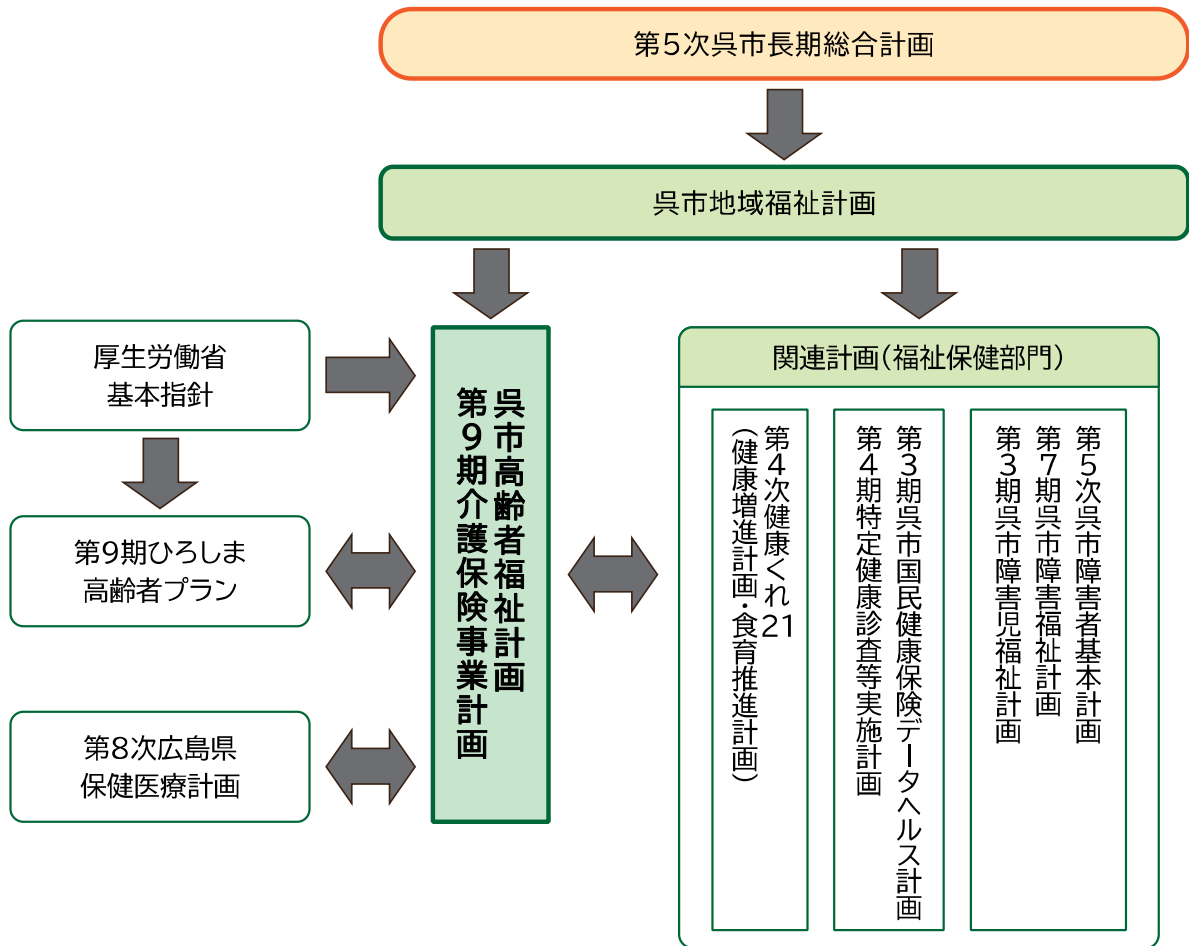 第5次呉市長期総合計画
呉市地域福祉計画
厚生労働省
基本指針
第9期ひろしま
高齢者プラン
第8次広島県
保健医療計画
呉市高齢者福祉計画
第9期介護保険事業計画
関連計画(福祉保健部門)
第5次呉市障害者基本計画
第7期呉市障害福祉計画
第3期呉市障害児福祉計画
第3期呉市国民健康保険データヘルス計画
第4期特定健康診査等実施計画
第4次健康くれ21
(健康増進計画・食育推進計画)